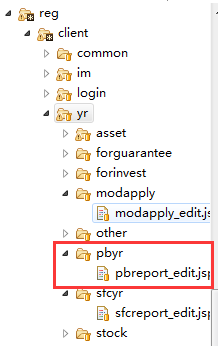 reg
client
common
im
login
yr
asset
forguarantee
forinvest
modapply
modapply_edit.js
other
pbyr
pbreport_edit.jsp
sfcyr
sfcreport_edit.jsp
stock